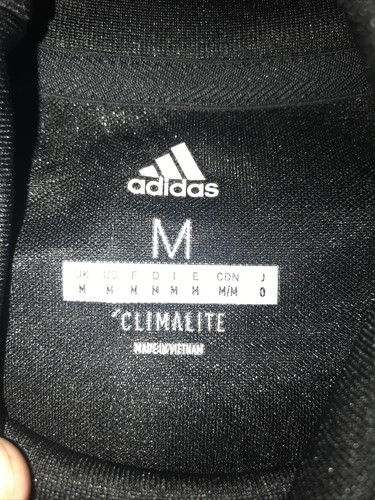 adidas
M
UK US F D I E CDN J
M M M M M M M/M O
CLIMALITE
MADE IN VIETNAM